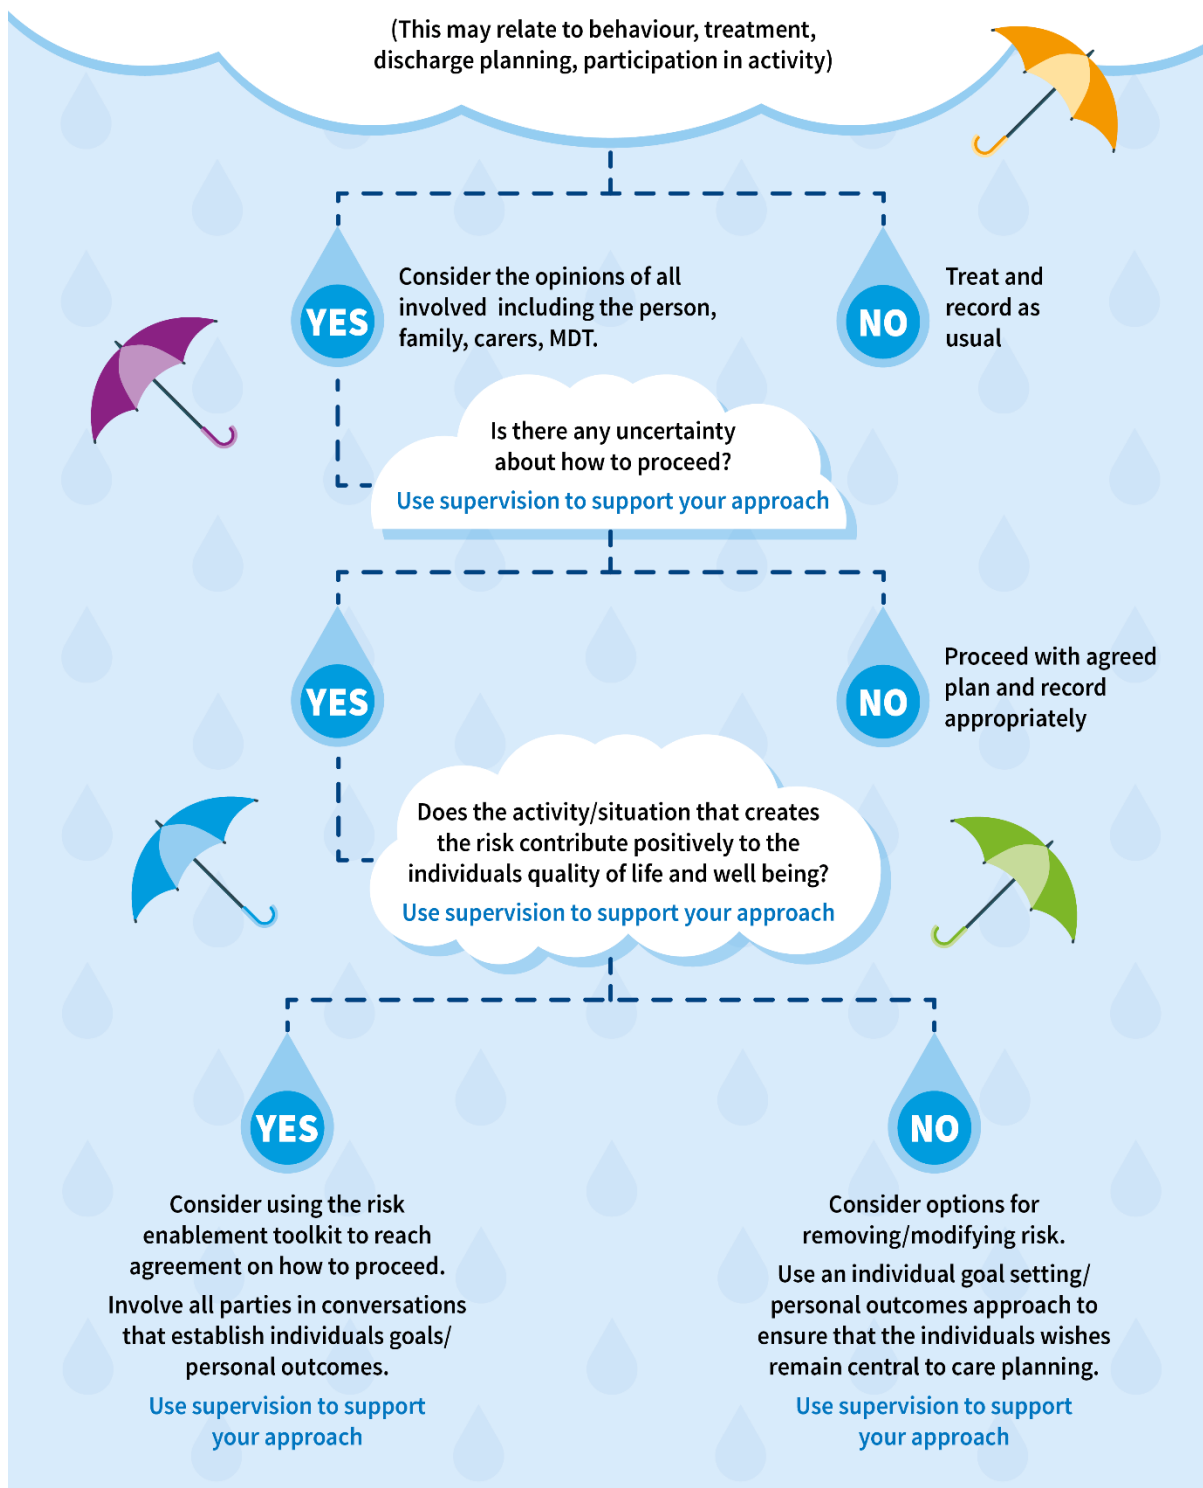 (This may relate to behaviour, treatment,
discharge planning, participation in activity)
YES
Consider the opinions of all
involved including the person,
family, carers, MDT.
NO
Treat and
record as
usual
Is there any uncertainty
about how to proceed?
Use supervision to support your approach
YES
NO
Proceed with agreed
plan and record
appropriately
Does the activity/situation that creates
the risk contribute positively to the
individuals quality of life and well being?
Use supervision to support your approach
YES
Consider using the risk
enablement toolkit to reach
agreement on how to proceed.
Involve all parties in conversations
that establish individuals goals/
personal outcomes.
Use supervision to support
your approach
NO
Consider options for
removing/modifying risk.
Use an individual goal setting/
personal outcomes approach to
ensure that the individuals wishes
remain central to care planning.
Use supervision to support
your approach